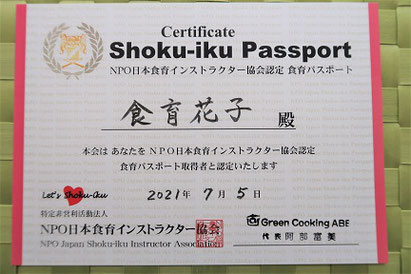 Certificate
Shoku-iku Passport
NPO日本食育インストラクター協会認定 食育パスポート
食育花子 殿
本会は あなたを NPO日本食育インストラクター協会認定
食育パスポート取得者と認定いたします
2021年 7月 5日
Let's Shoku-iku
特定非営利活動法人
NPO日本食育インストラクター協会
NPO Japan Shoku-iku Instructor Association
Green Cooking ABE
代表 阿部富美